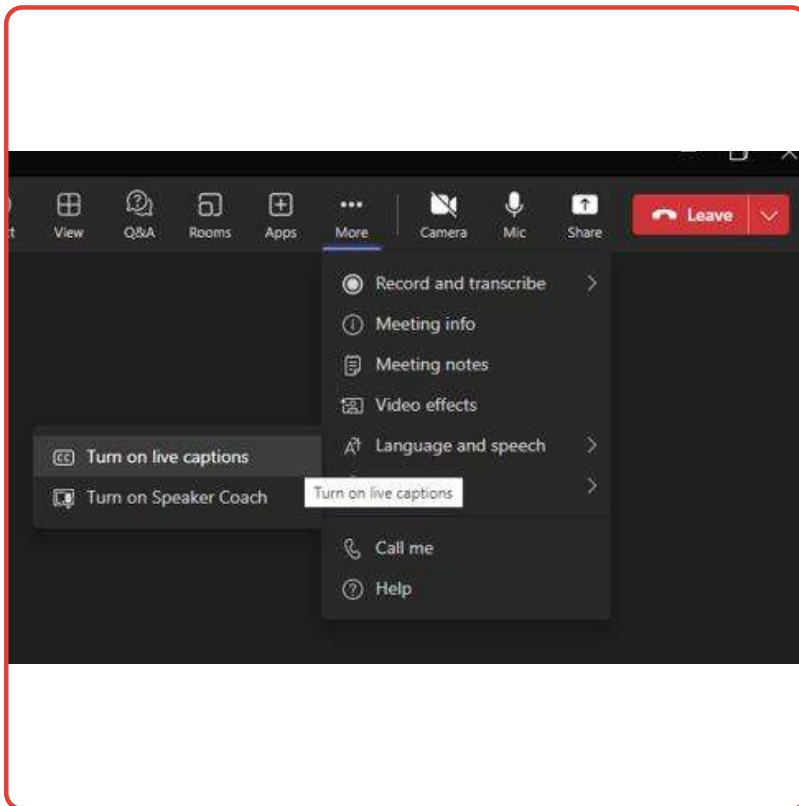 View Q&A Rooms Apps More Camera Mic Share Leave
Record and transcribe
Meeting info
Meeting notes
Video effects
Language and speech
Turn on live captions
Turn on Speaker Coach
Turn on live captions
Call me
Help